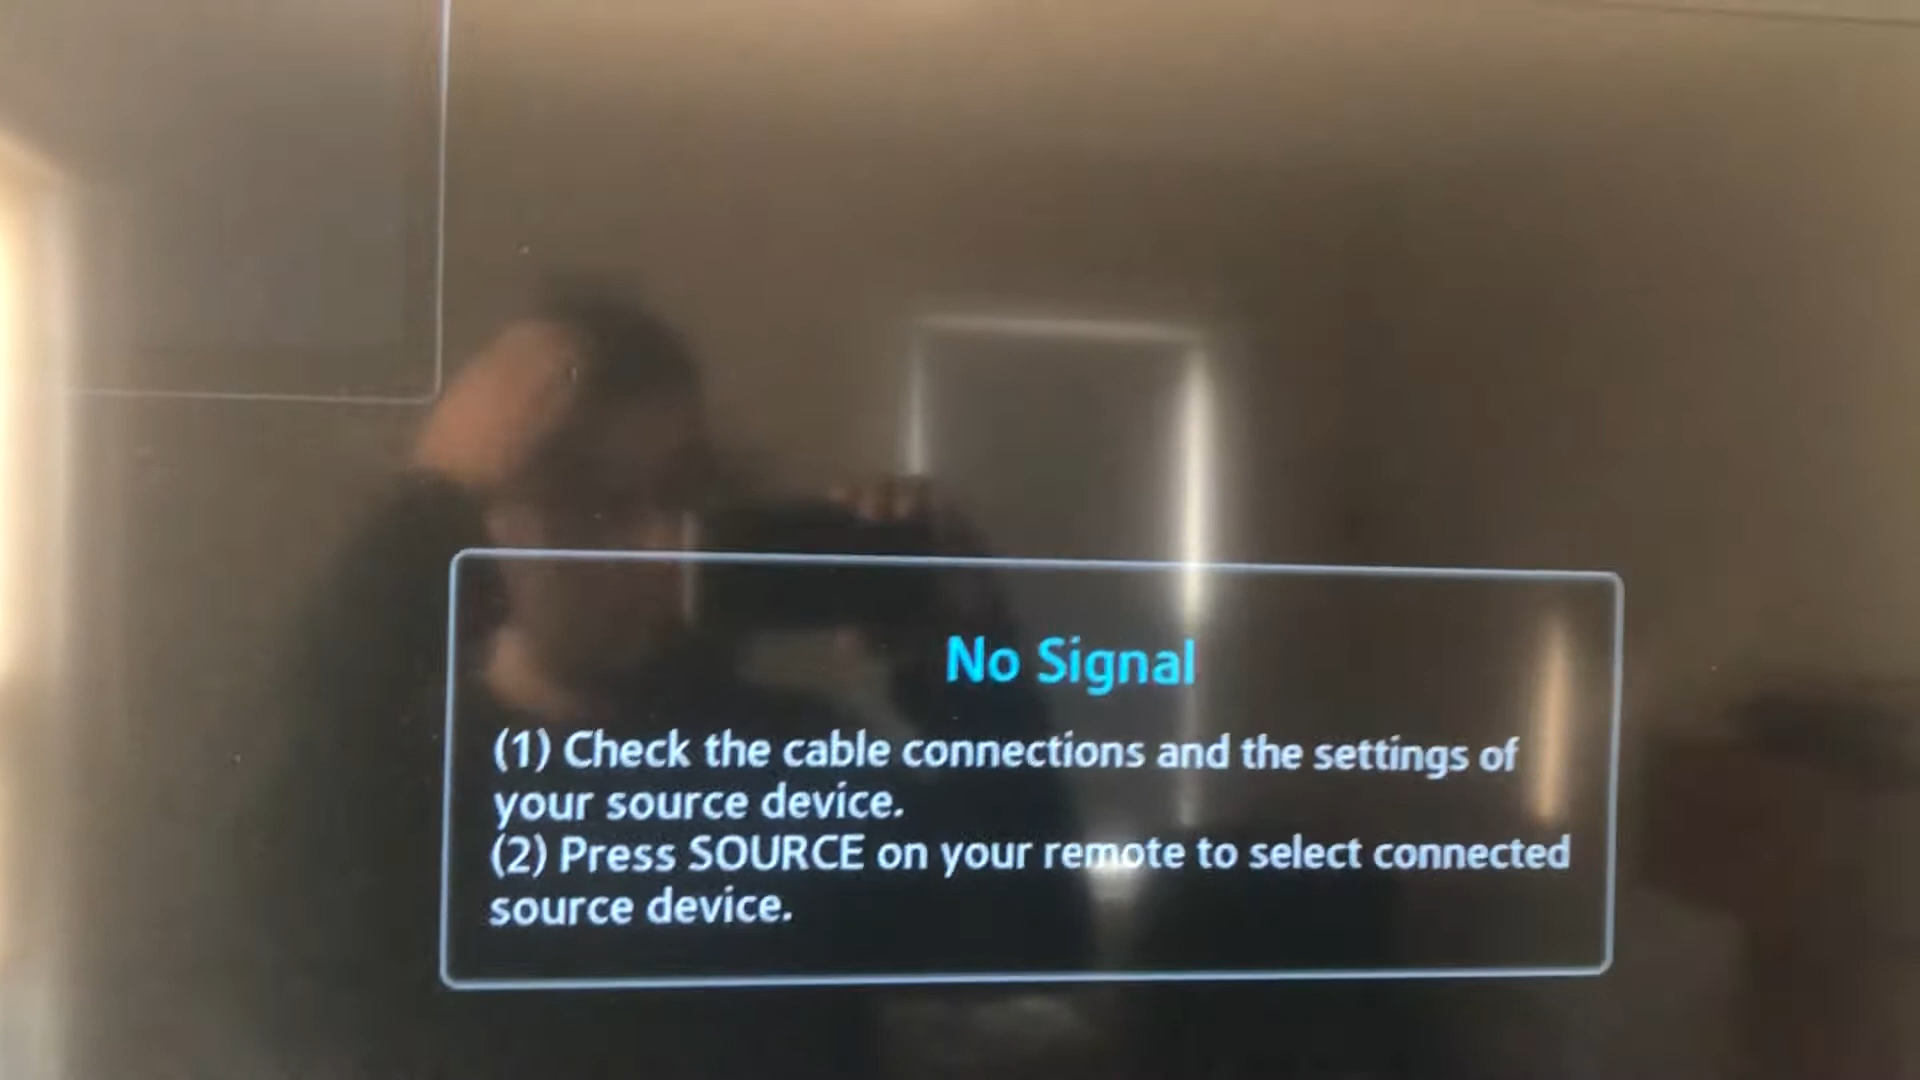 No Signal
(1) Check the cable connections and the settings of
your source device.
(2) Press SOURCE on your remote to select connected
source device.